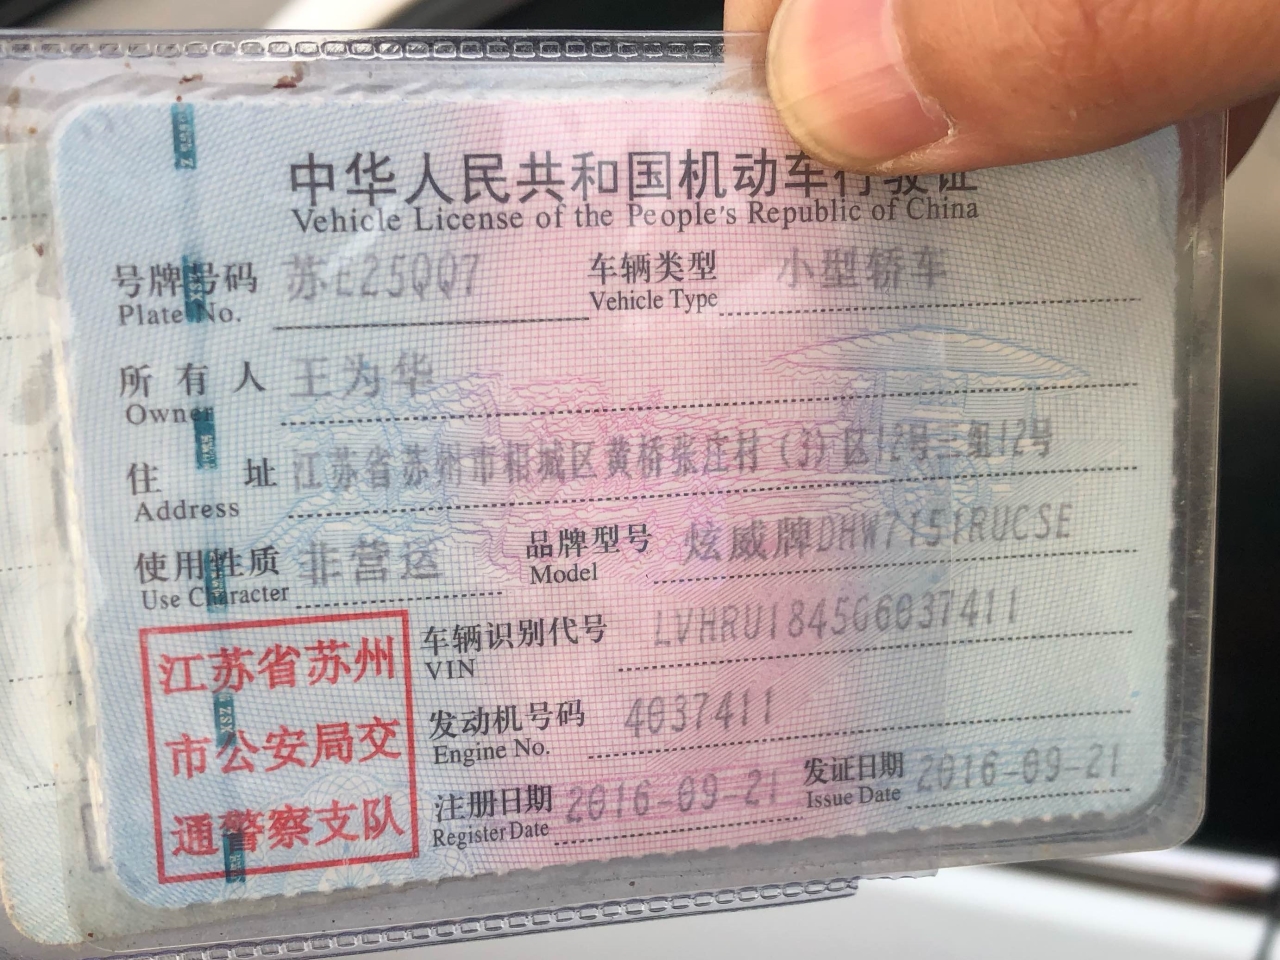 中华人民共和国机动车行驶证
Vehicle License of the People's Republic of China
号牌号码 苏E25QQ7 车辆类型 小型轿车
Plate No. Vehicle Type
所有人 王为华
Owner
住址 江苏省苏州市相城区黄桥张庄村(3)区12号三组12号
Address
使用性质 非营运 品牌型号 炫威牌DHW7151RUCSE
Use Character Model
车辆识别代号 LVHRU1845G6037411
VIN
发动机号码 4037411
Engine No.
注册日期 2016-09-21 发证日期 2016-09-21
Register Date Issue Date
江苏省苏州
市公安局交
通警察支队